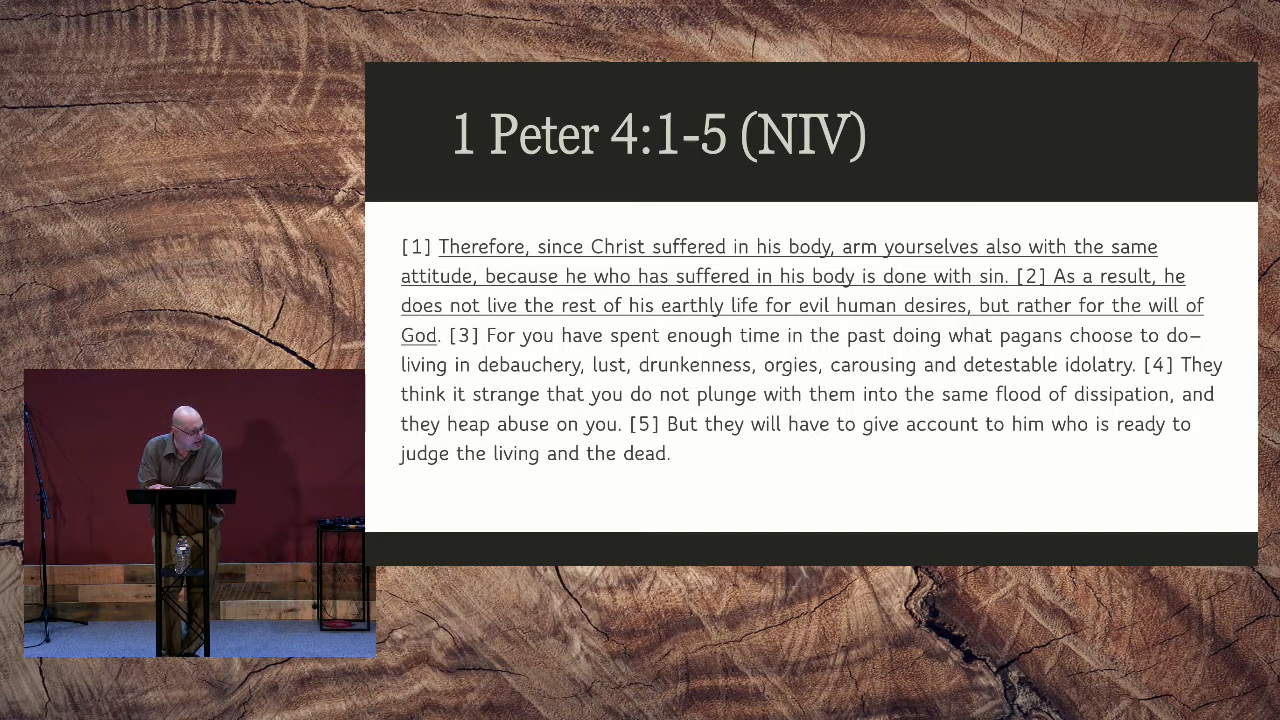 1 Peter 4:1-5 (NIV)
[1] Therefore, since Christ suffered in his body, arm yourselves also with the same
attitude, because he who has suffered in his body is done with sin. [2] As a result, he
does not live the rest of his earthly life for evil human desires, but rather for the will of
God. [3] For you have spent enough time in the past doing what pagans choose to do–
living in debauchery, lust, drunkenness, orgies, carousing and detestable idolatry. [4] They
think it strange that you do not plunge with them into the same flood of dissipation, and
they heap abuse on you. [5] But they will have to give account to him who is ready to
judge the living and the dead.